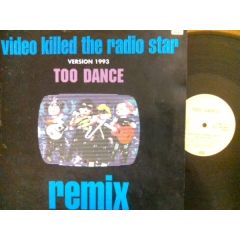 video killed the radio star
VERSION 1993
TOO DANCE
remix